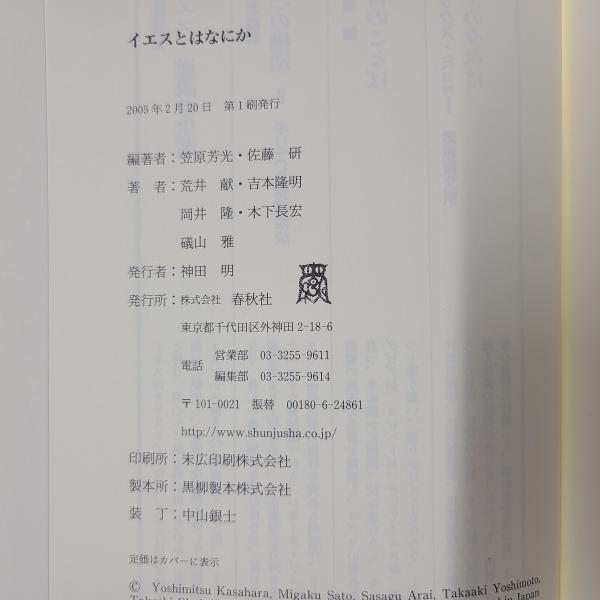 イエスとはなにか
2005年2月20日　第1刷発行
編著者：笠原芳光・佐藤　研
著　者：荒井　献・吉本隆明
岡井　隆・木下長宏
礒山　雅
発行者：神田　明
発行所：株式会社　春秋社
東京都千代田区外神田2-18-6
電話　営業部　03-3255-9611
編集部　03-3255-9614
〒101-0021　振替　00180-6-24861
http://www.shunjusha.co.jp/
印刷所：末広印刷株式会社
製本所：黒柳製本株式会社
装　丁：中山銀士
定価はカバーに表示
© Yoshimitsu Kasahara, Migaku Sato, Sasagu Arai, Takaaki Yoshimoto,
in Japan